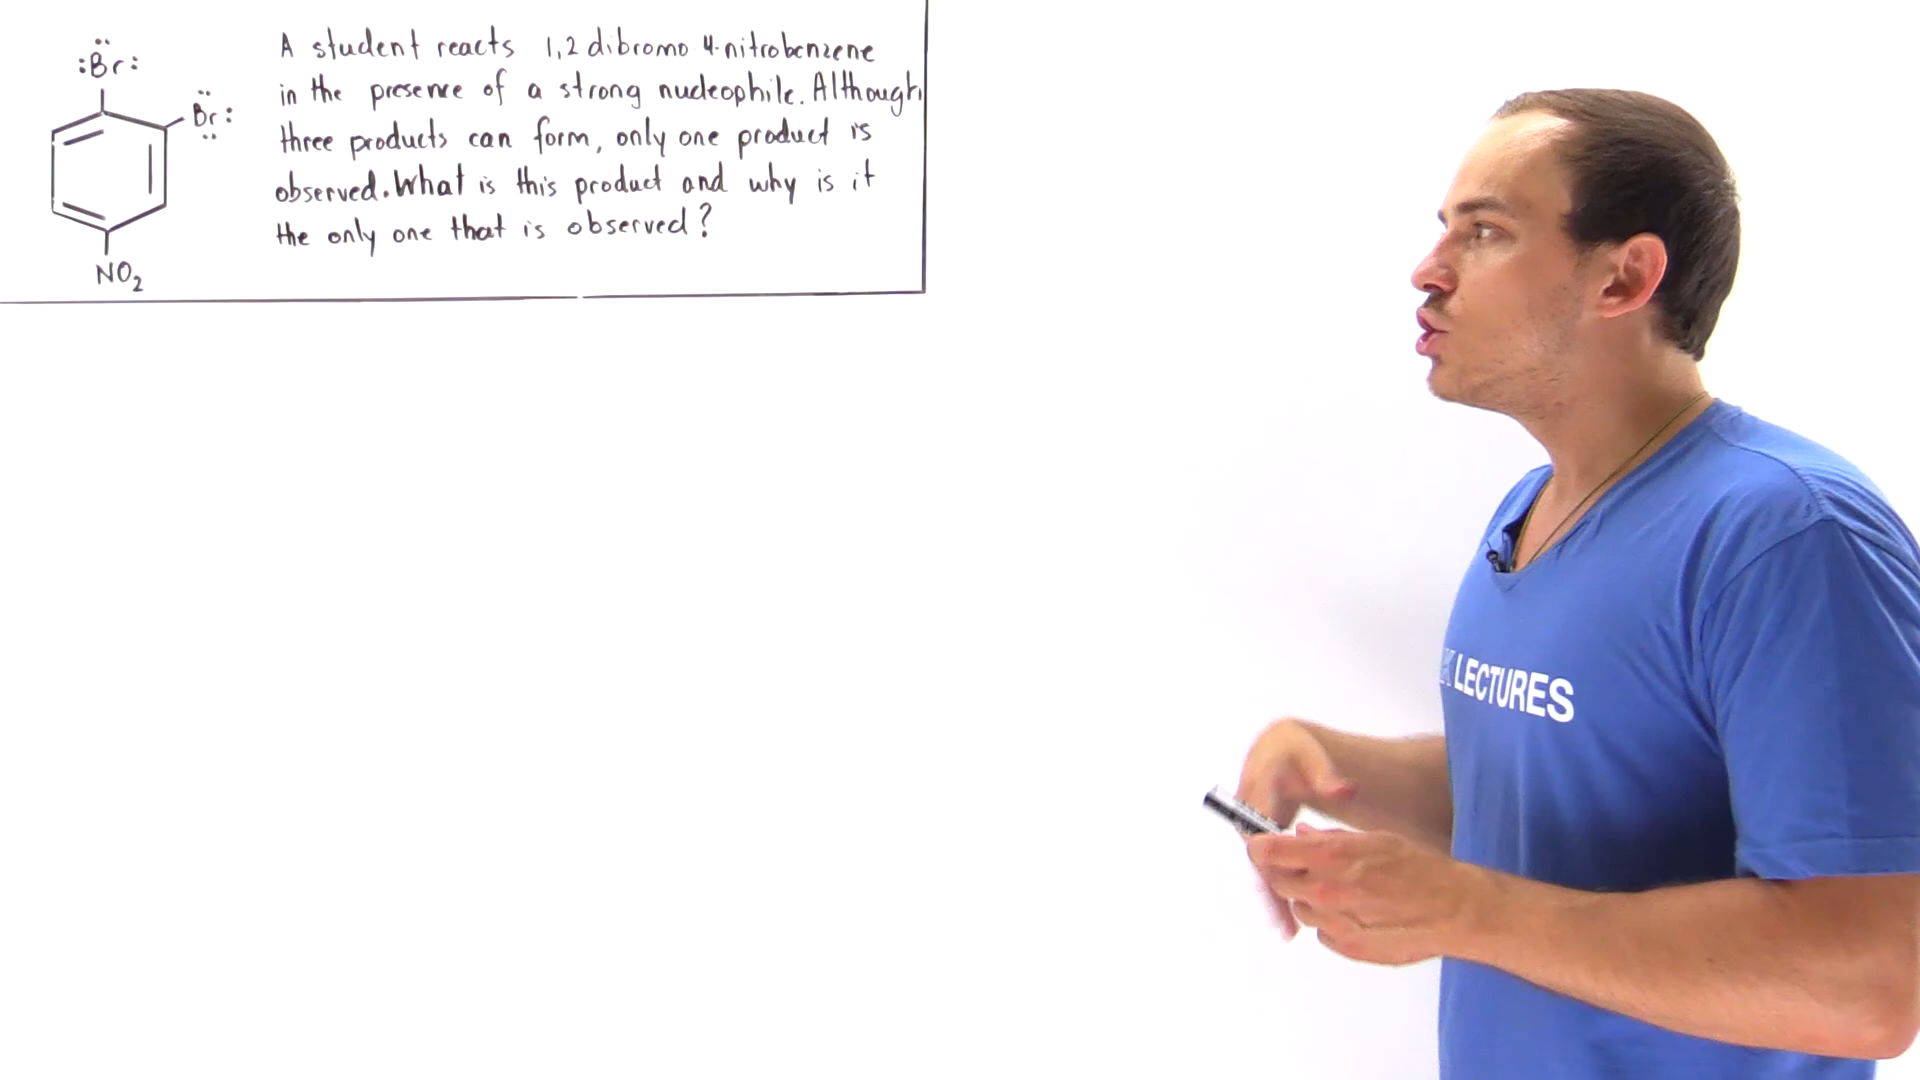 :Br:
Br:
NO2
A student reacts 1,2 dibromo 4-nitrobenzene
in the presence of a strong nucleophile. Although
three products can form, only one product is
observed. What is this product and why is it
the only one that is observed?
LECTURES